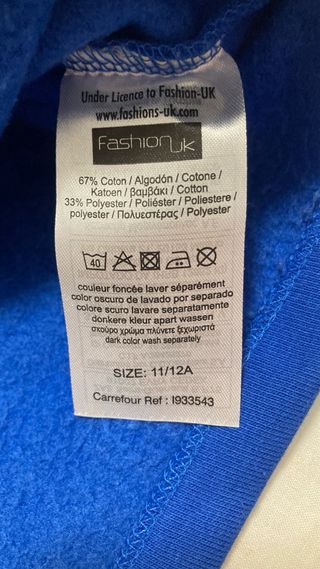 Under Licence to Fashion-UK
www.fashions-uk.com
Fashion UK
67% Coton / Algodón / Cotone /
Katoen / βαμβάκι / Cotton
33% Polyester / Poliéster / Poliestere /
polyester / Πολυεστέρας / Polyester
40
couleur foncée laver séparément
color oscuro de lavado por separado
colore scuro lavare separatamente
donkere kleur apart wassen
σκούρο χρώμα πλύνετε ξεχωριστά
dark color wash separately
SIZE: 11/12A
Carrefour Ref : I933543